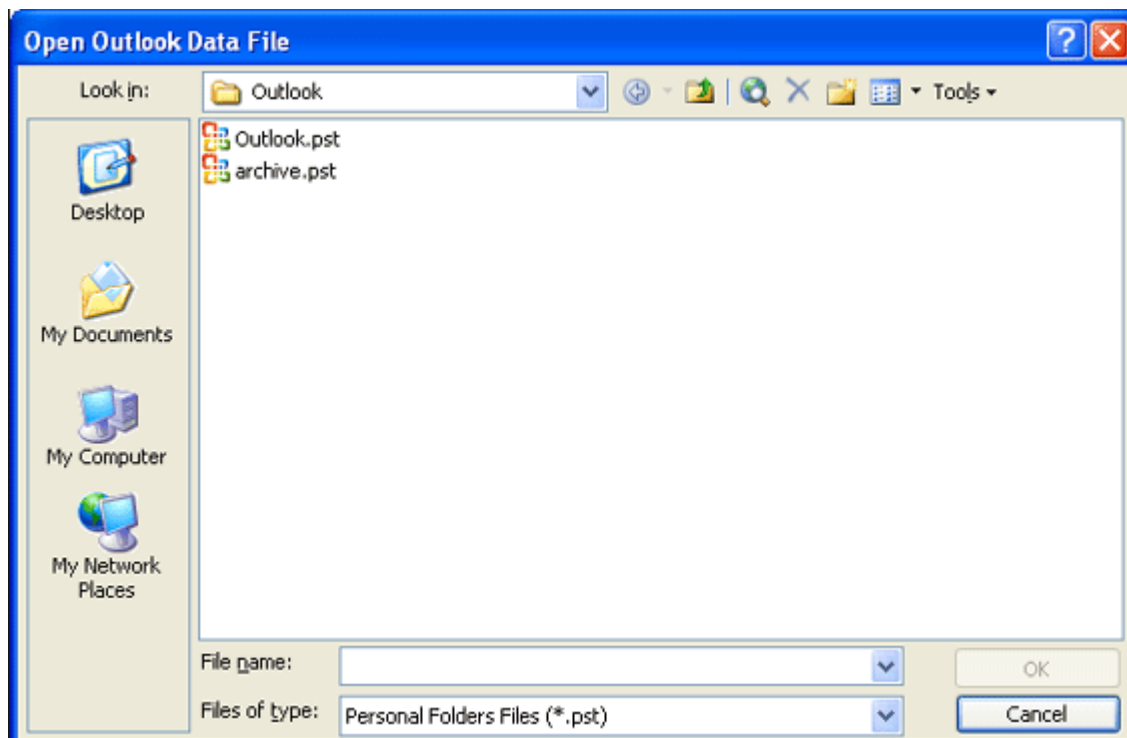 Open Outlook Data File
Look in:
Outlook
Tools
Outlook.pst
archive.pst
Desktop
My Documents
My Computer
My Network
Places
File name:
OK
Files of type:
Personal Folders Files (*.pst)
Cancel